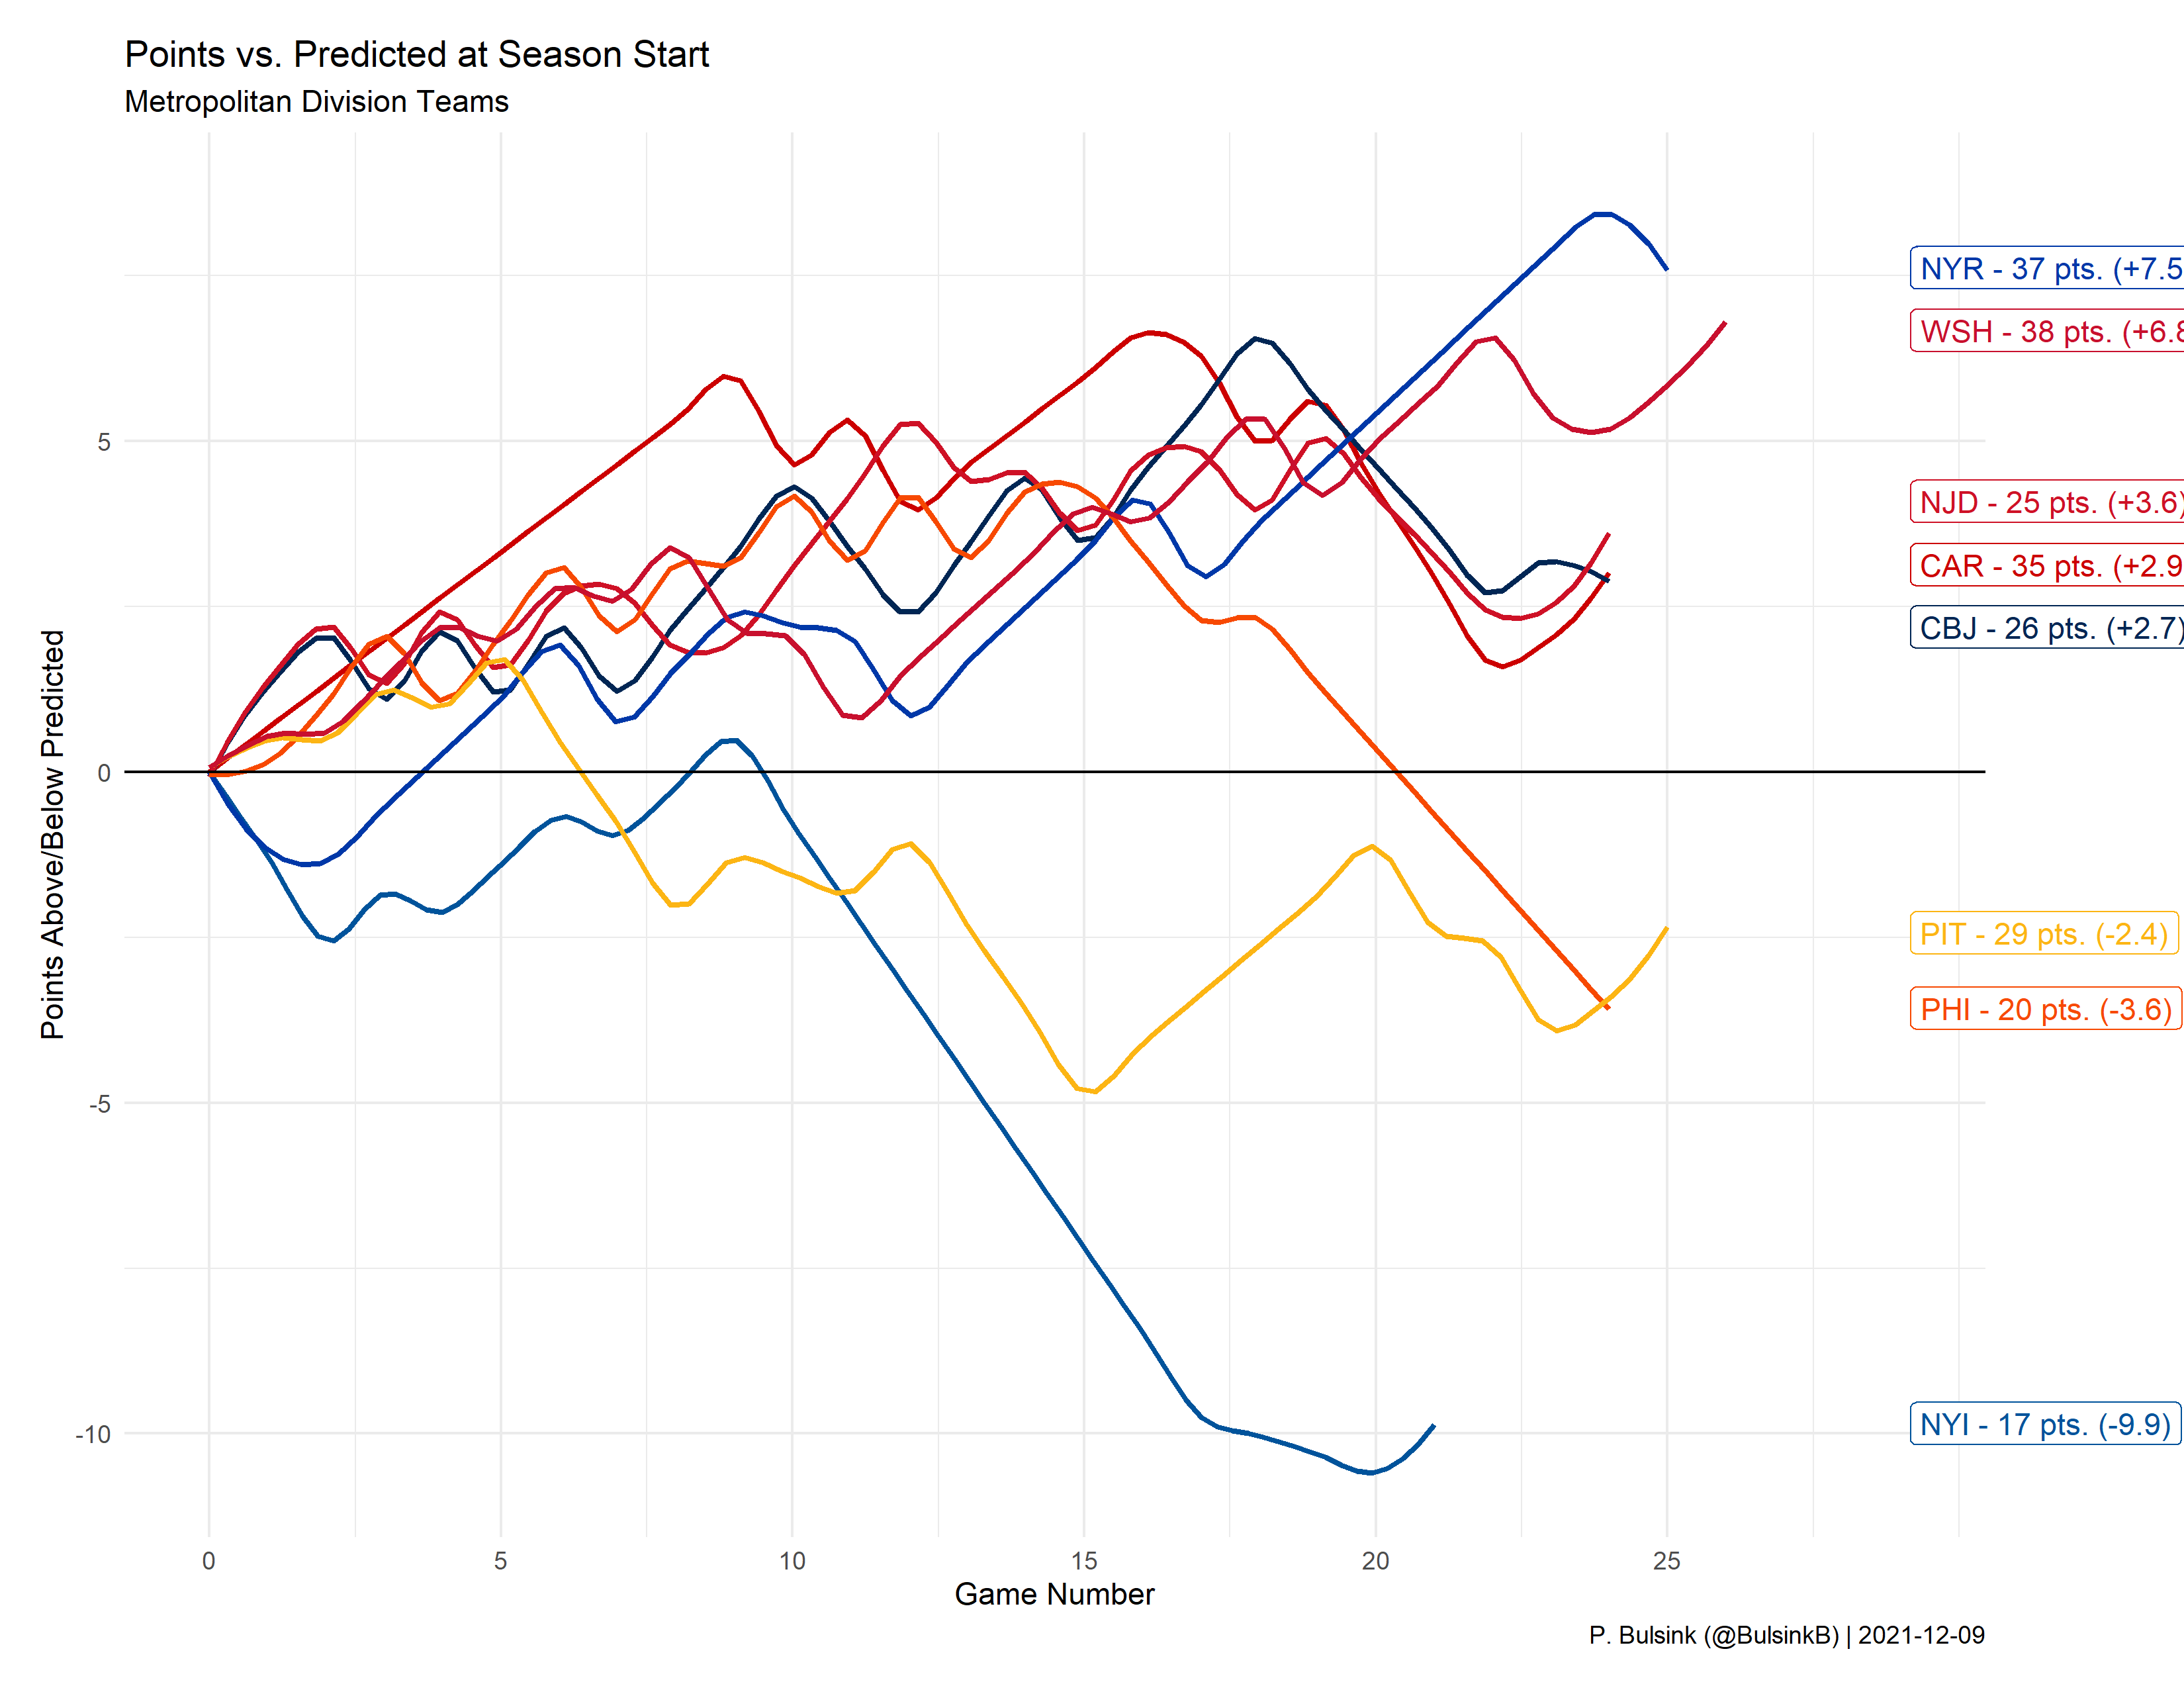 Points vs. Predicted at Season Start
Metropolitan Division Teams
Points Above/Below Predicted
5
0
-5
-10
NYR - 37 pts. (+7.5
WSH - 38 pts. (+6.8
NJD - 25 pts. (+3.6)
CAR - 35 pts. (+2.9
CBJ - 26 pts. (+2.7)
PIT - 29 pts. (-2.4)
PHI - 20 pts. (-3.6)
NYI - 17 pts. (-9.9)
0 5 10 15 20 25
Game Number
P. Bulsink (@BulsinkB) | 2021-12-09